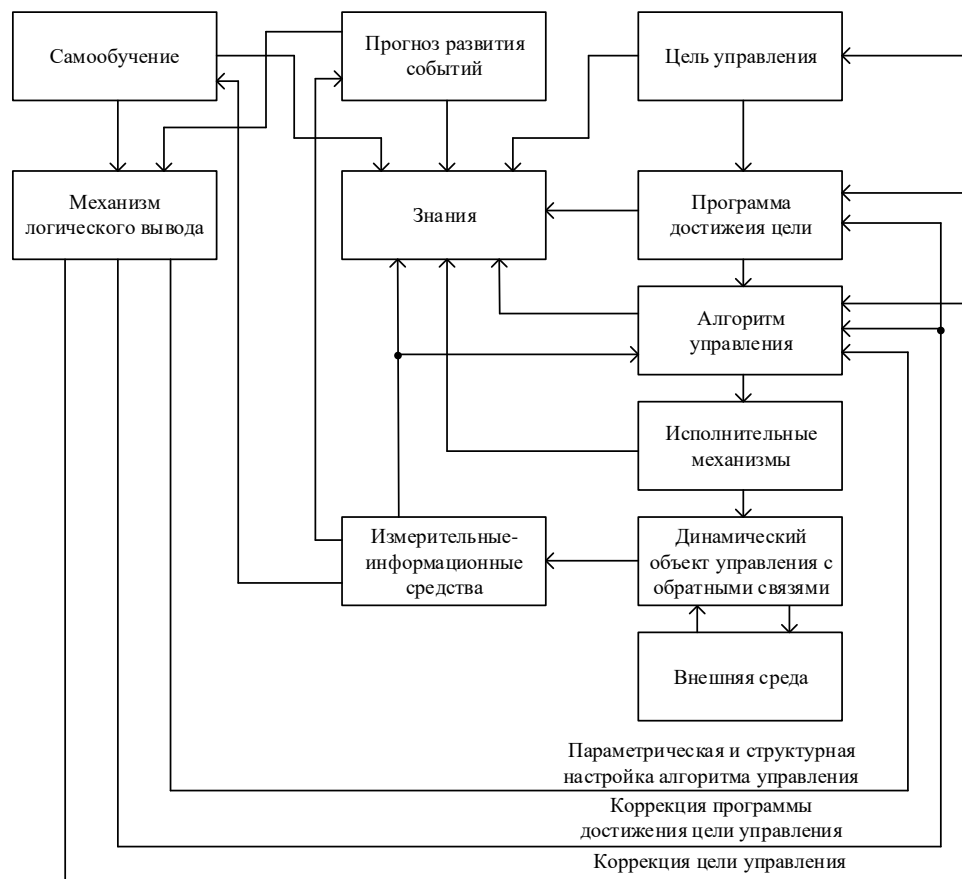 Самообучение
Прогноз развития
событий
Цель управления
Механизм
логического вывода
Знания
Программа
достижеия цели
Алгоритм
управления
Исполнительные
механизмы
Измерительные-
информационные
средства
Динамический
объект управления с
обратными связями
Внешняя среда
Параметрическая и структурная
настройка алгоритма управления
Коррекция программы
достижения цели управления
Коррекция цели управления